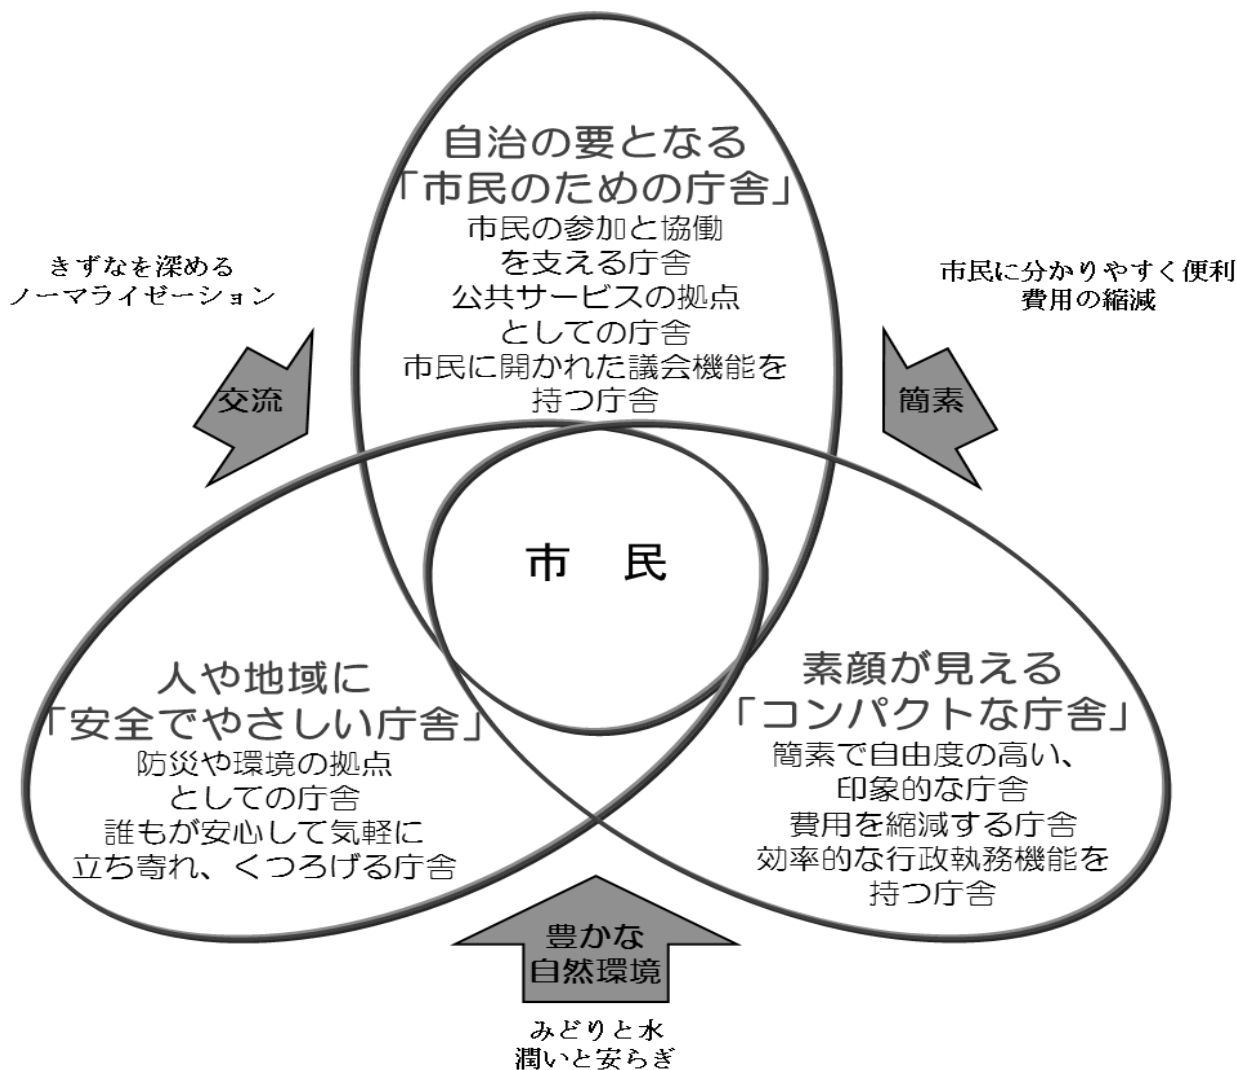 自治の要となる
「市民のための庁舎」
市民の参加と協働
を支える庁舎
公共サービスの拠点
としての庁舎
市民に開かれた議会機能を
持つ庁舎
きずなを深める
ノーマライゼーション
交流
市民に分かりやすく便利
費用の縮減
簡素
市　民
人や地域に
「安全でやさしい庁舎」
防災や環境の拠点
としての庁舎
誰もが安心して気軽に
立ち寄れ、くつろげる庁舎
素顔が見える
「コンパクトな庁舎」
簡素で自由度の高い、
印象的な庁舎
費用を縮減する庁舎
効率的な行政執務機能を
持つ庁舎
豊かな
自然環境
みどりと水
潤いと安らぎ